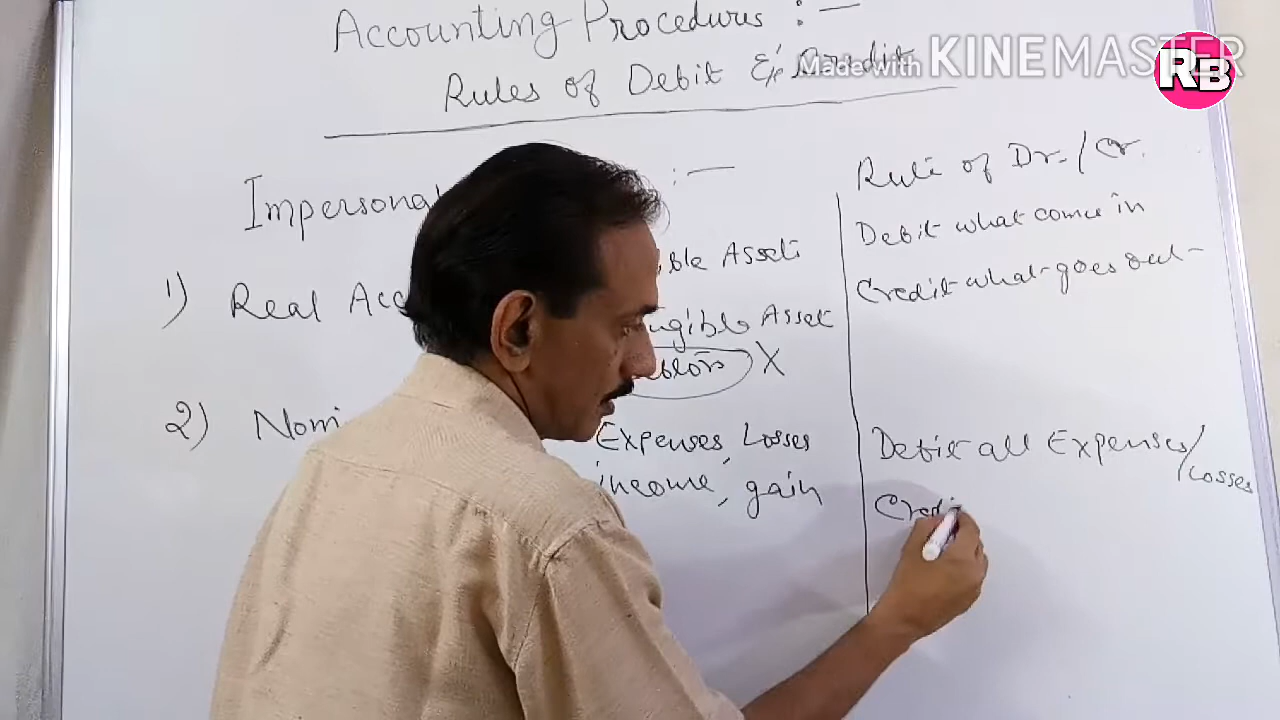 Accounting Procedures :-
Rules of Debit &
Made with KINEMASTER
RB
Impersonal :-
Rule of Dr./Cr.
Debit what come in
Credit what goes out
1) Real Acc
ible Assets
ngible Asset
X
2) Nomi
Expenses, Losses
income, gain
Debit all Expenses/
Losses
Credi